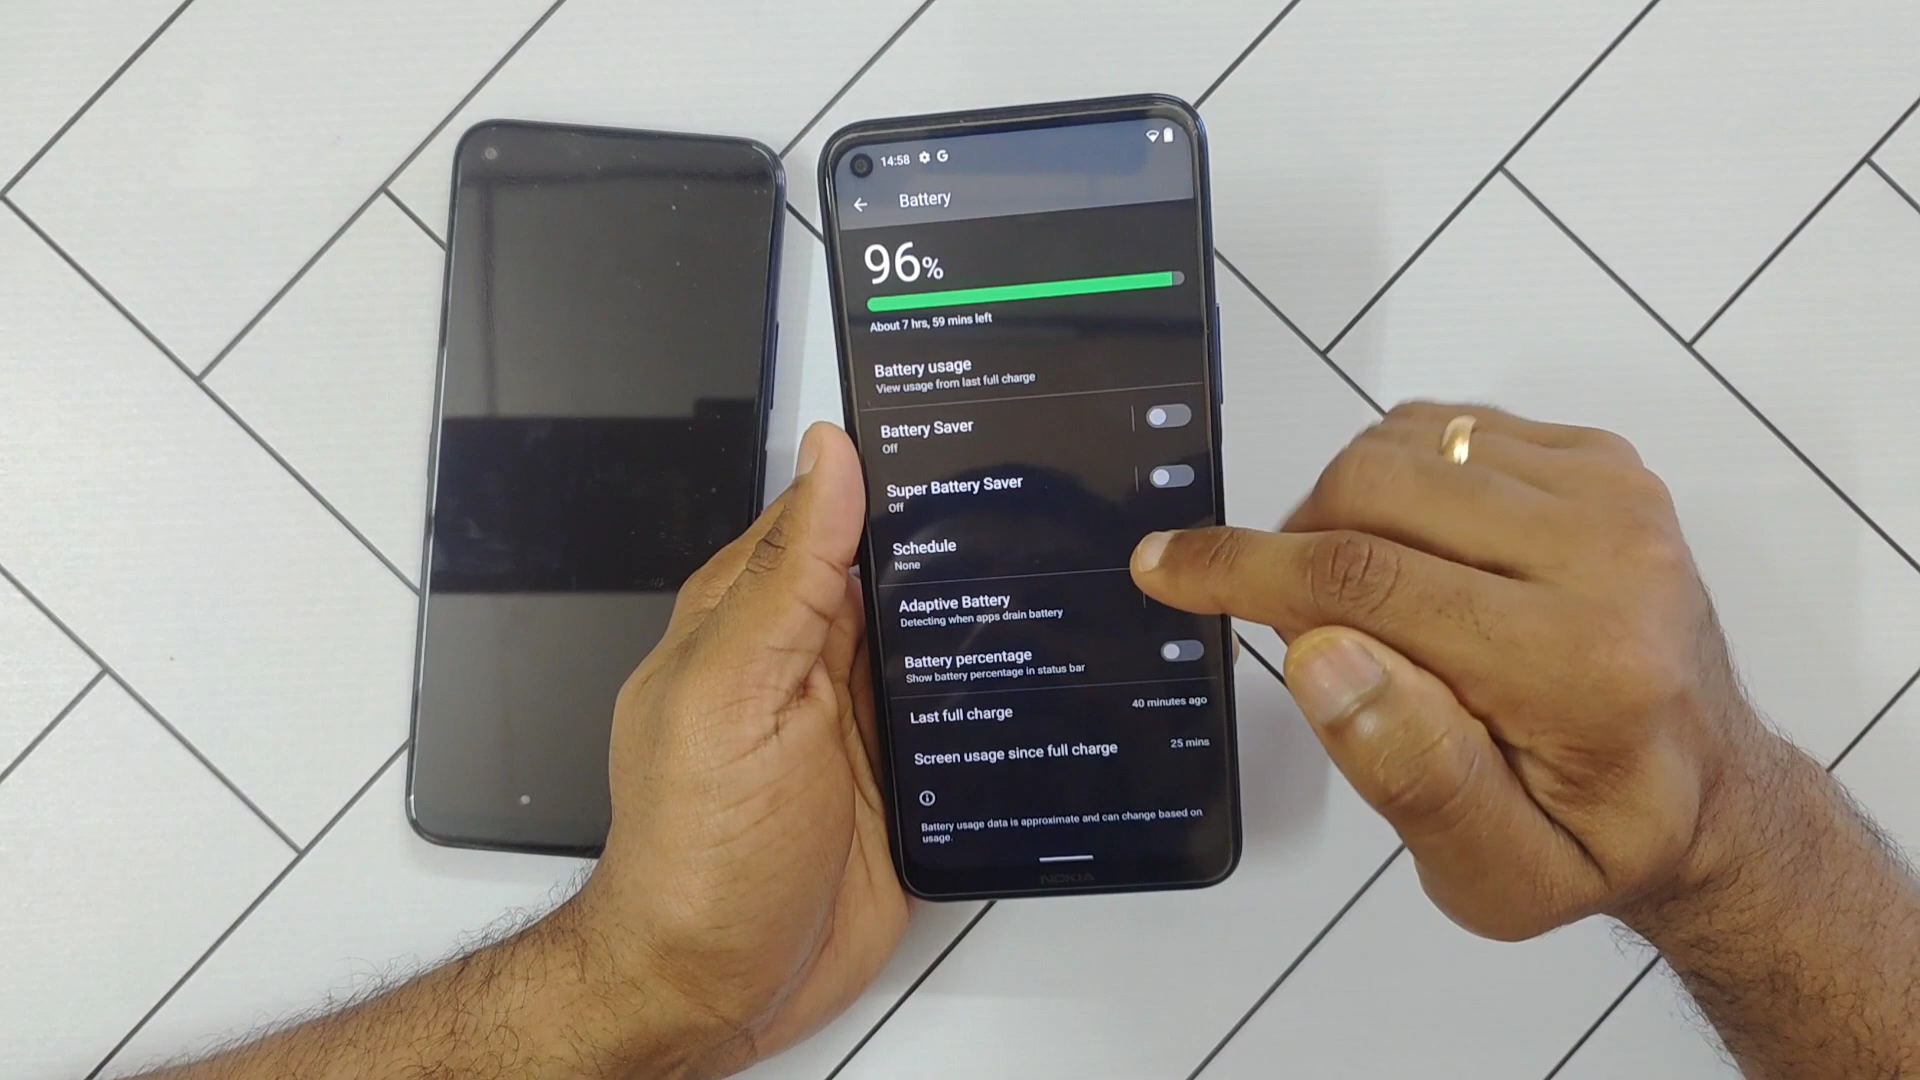 14:58 G
Battery
96%
About 7 hrs, 59 mins left
Battery usage
View usage from last full charge
Battery Saver
Off
Super Battery Saver
Off
Schedule
None
Adaptive Battery
Detecting when apps drain battery
Battery percentage
Show battery percentage in status bar
Last full charge 40 minutes ago
Screen usage since full charge 25 mins
Battery usage data is approximate and can change based on
usage.
NOKIA